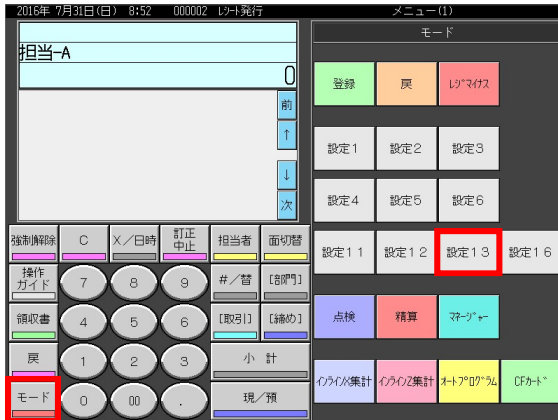 2016年 7月31日(日) 8:52 000002 レシート発行
メニュー(1)
モード
担当-A
0
前
↑
↓
次
登録 戻 レジマイナス
設定1 設定2 設定3
設定4 設定5 設定6
設定11 設定12 設定13 設定16
点検 精算 マネージャー
インラインX集計 インラインZ集計 オートプログラム CFカード
強制解除 C ×/日時 訂正中止 担当者 面切替
操作ガイド 7 8 9 #/替 [部門]
領収書 4 5 6 [取引] [締め]
戻 1 2 3 小計
モード 0 00 . 現/預